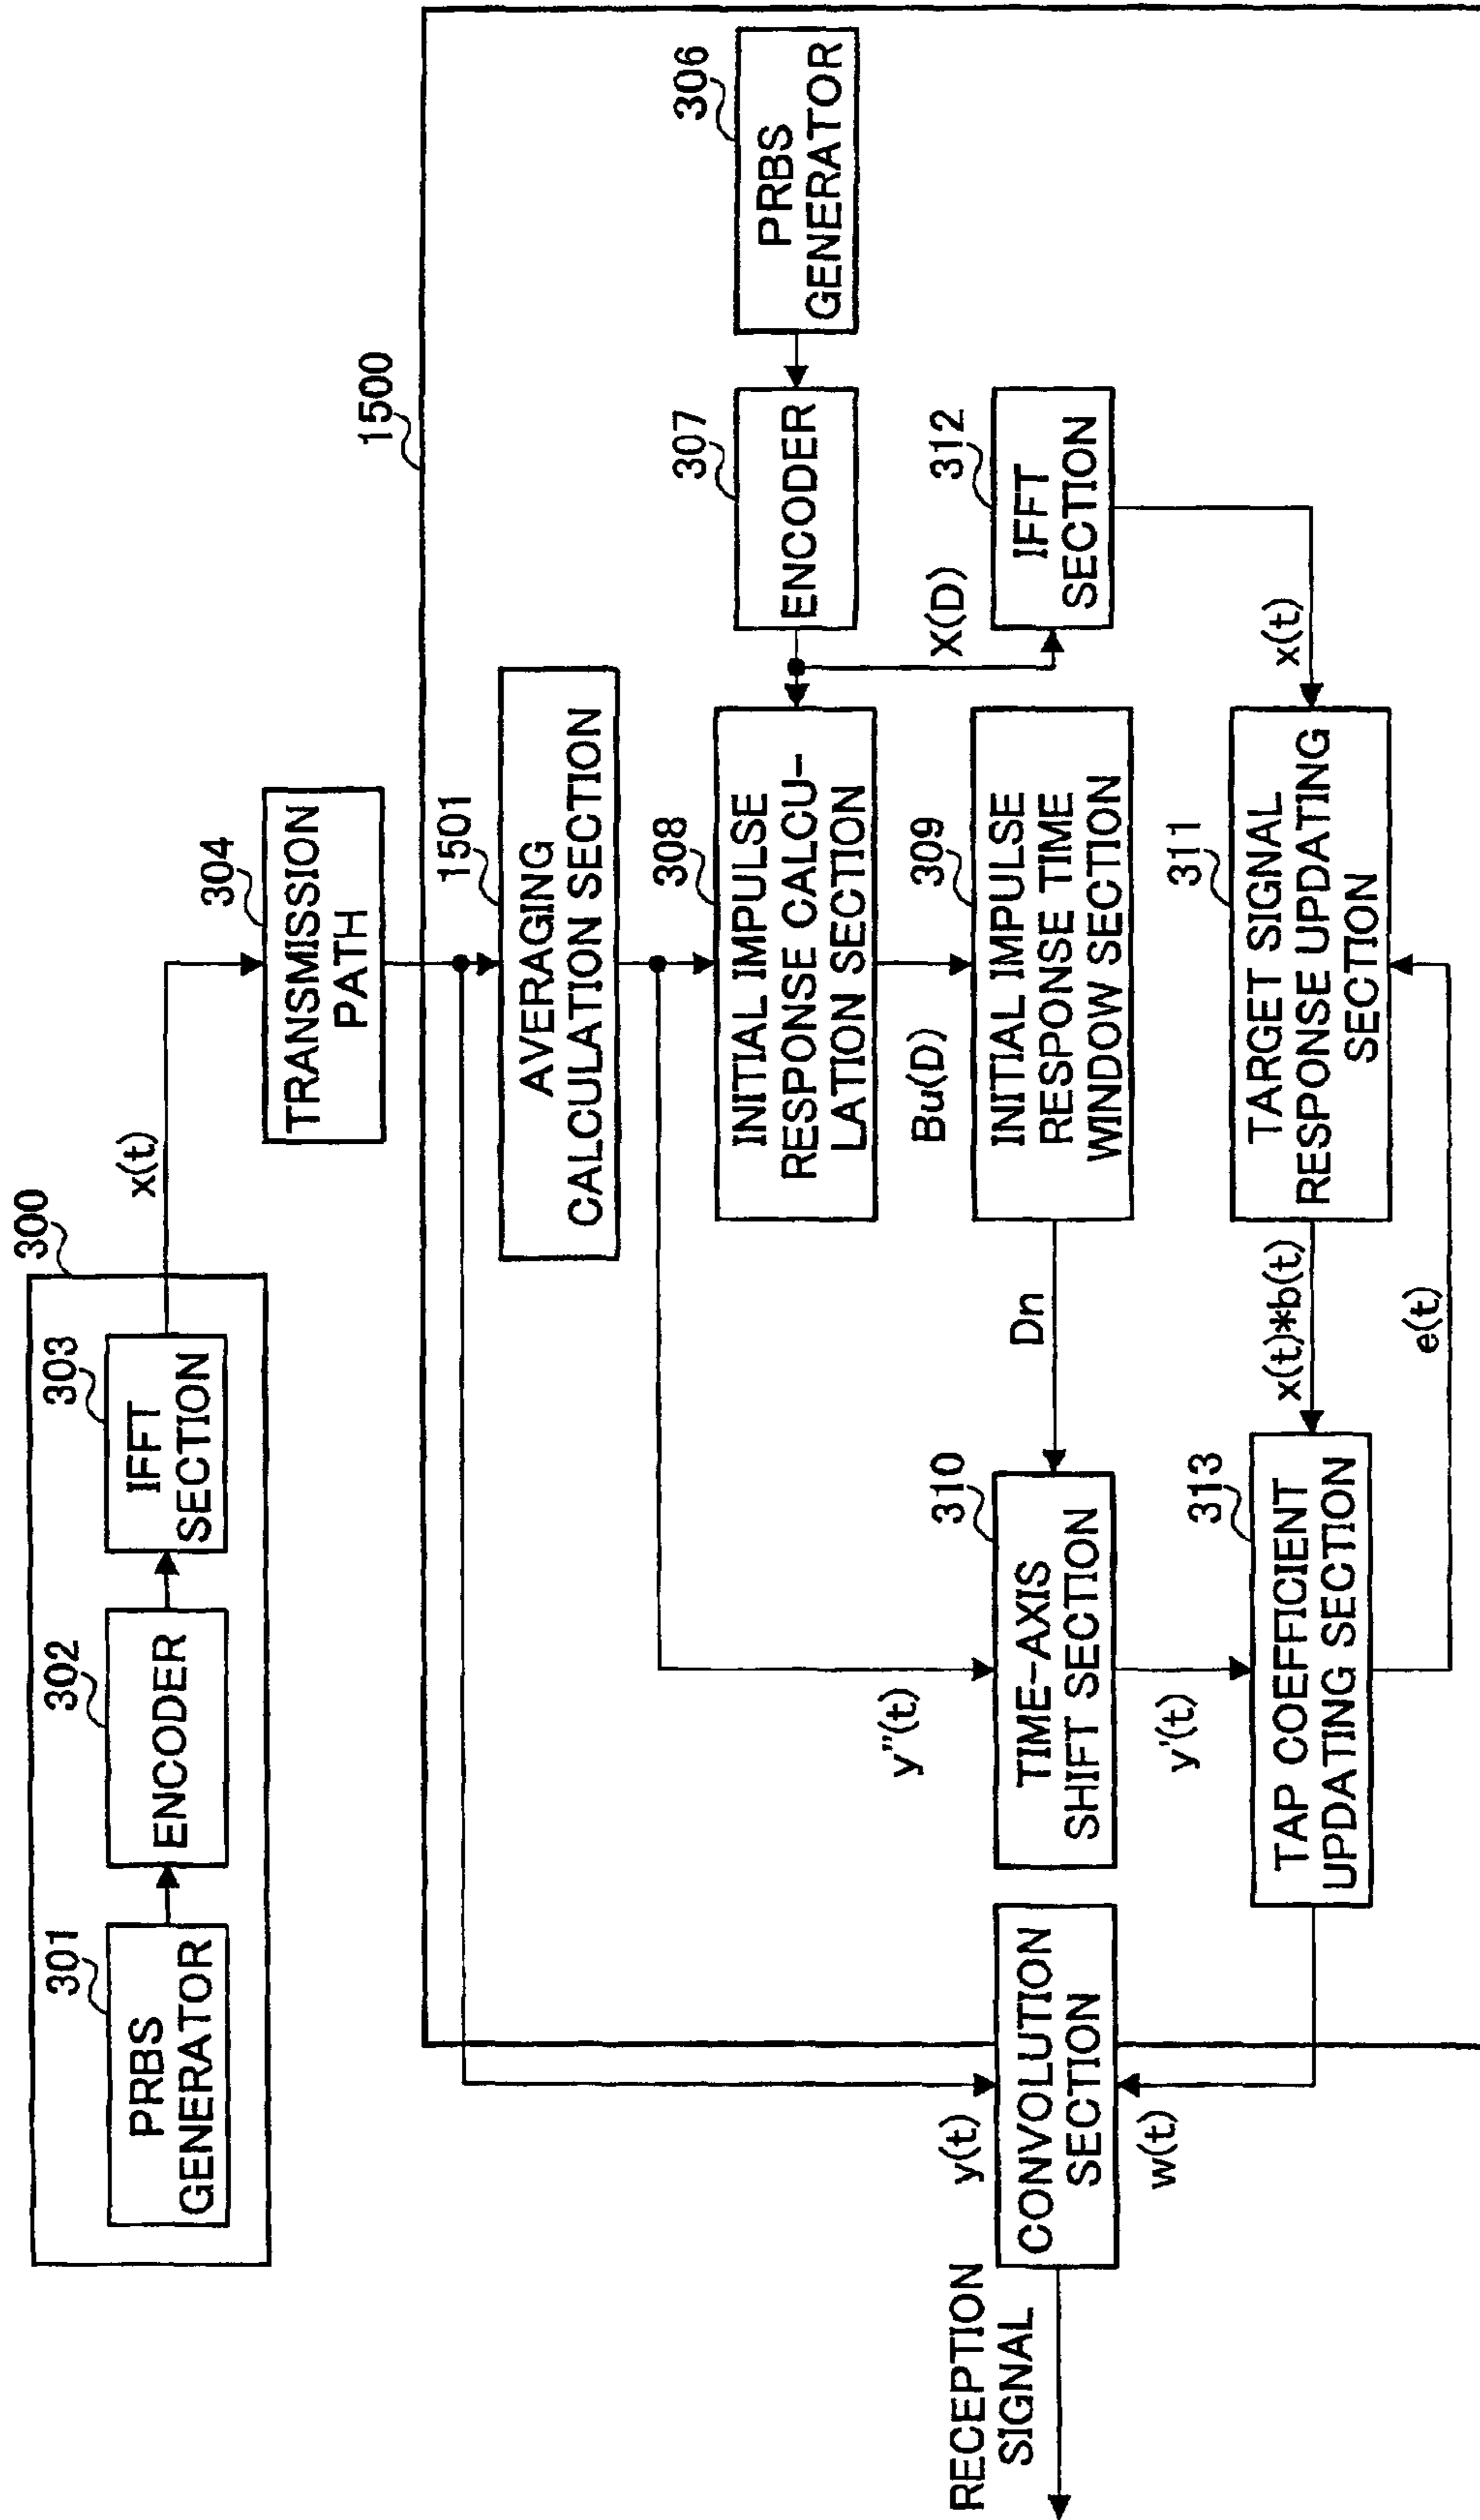 300
301
PRBS
GENERATOR
302
ENCODER
303
IFFT
SECTION
x(t)
304
TRANSMISSION
PATH
1500
1501
AVERAGING
CALCULATION SECTION
306
PRBS
GENERATOR
307
ENCODER
308
INITIAL IMPULSE
RESPONSE CALCU-
LATION SECTION
x(D)
Bu(D)
312
IFFT
SECTION
309
INITIAL IMPULSE
RESPONSE TIME
WINDOW SECTION
Dn
y''(t)
310
TIME-AXIS
SHIFT SECTION
y(t)
CONVOLUTION
SECTION
w(t)
RECEPTION
SIGNAL
y'(t)
x(t)
311
TARGET SIGNAL
RESPONSE UPDATING
SECTION
x(t)*b(t)
313
TAP COEFFICIENT
UPDATING SECTION
e(t)